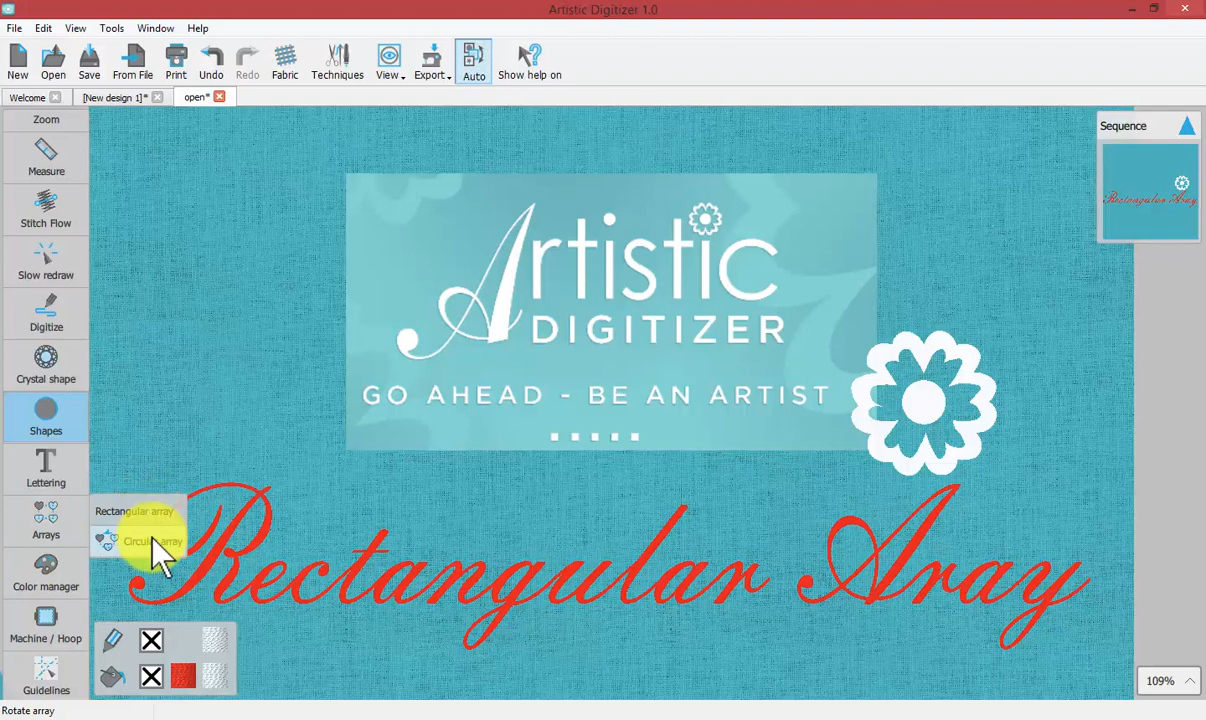 Artistic Digitizer 1.0
File Edit View Tools Window Help
New Open Save From File Print Undo Redo Fabric Techniques View Export Auto Show help on
Welcome [New design 1]* open*
Zoom
Measure
Stitch Flow
Slow redraw
Digitize
Crystal shape
Shapes
Lettering
Arrays
Color manager
Machine / Hoop
Guidelines
Rectangular array
Circular array
Artistic
DIGITIZER
GO AHEAD - BE AN ARTIST
Rectangular Aray
Sequence
Rectangular Aray
109%
Rotate array